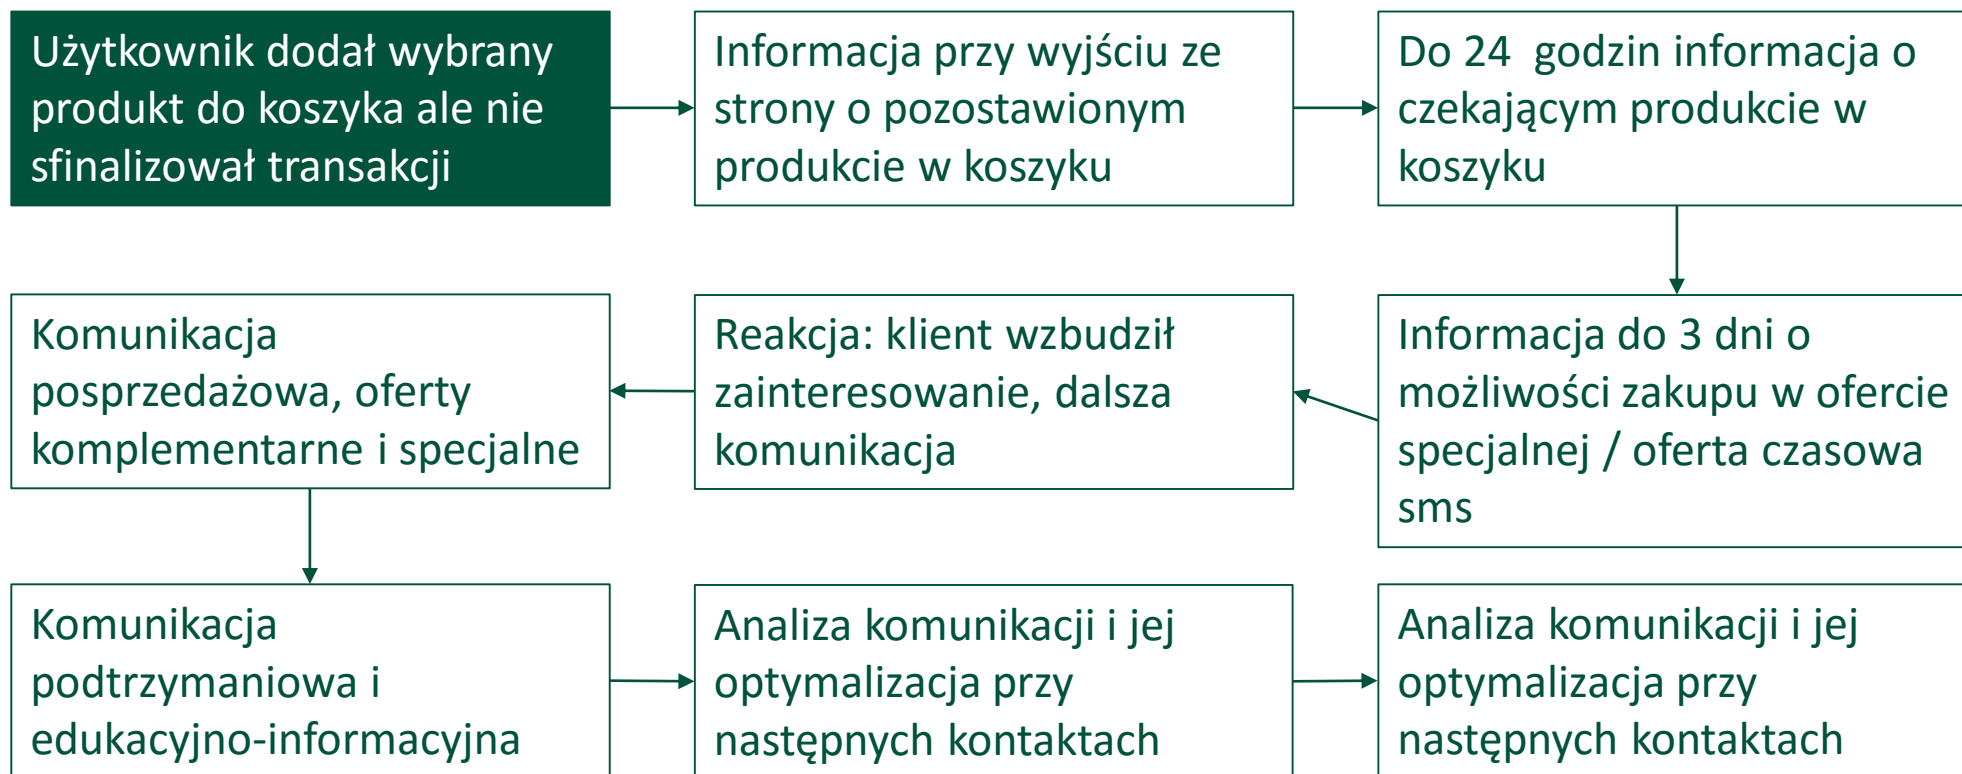 Użytkownik dodał wybrany
produkt do koszyka ale nie
sfinalizował transakcji
Informacja przy wyjściu ze
strony o pozostawionym
produkcie w koszyku
Do 24  godzin informacja o
czekającym produkcie w
koszyku
Informacja do 3 dni o
możliwości zakupu w ofercie
specjalnej / oferta czasowa
sms
Reakcja: klient wzbudził
zainteresowanie, dalsza
komunikacja
Komunikacja
posprzedażowa, oferty
komplementarne i specjalne
Komunikacja
podtrzymaniowa i
edukacyjno-informacyjna
Analiza komunikacji i jej
optymalizacja przy
następnych kontaktach
Analiza komunikacji i jej
optymalizacja przy
następnych kontaktach